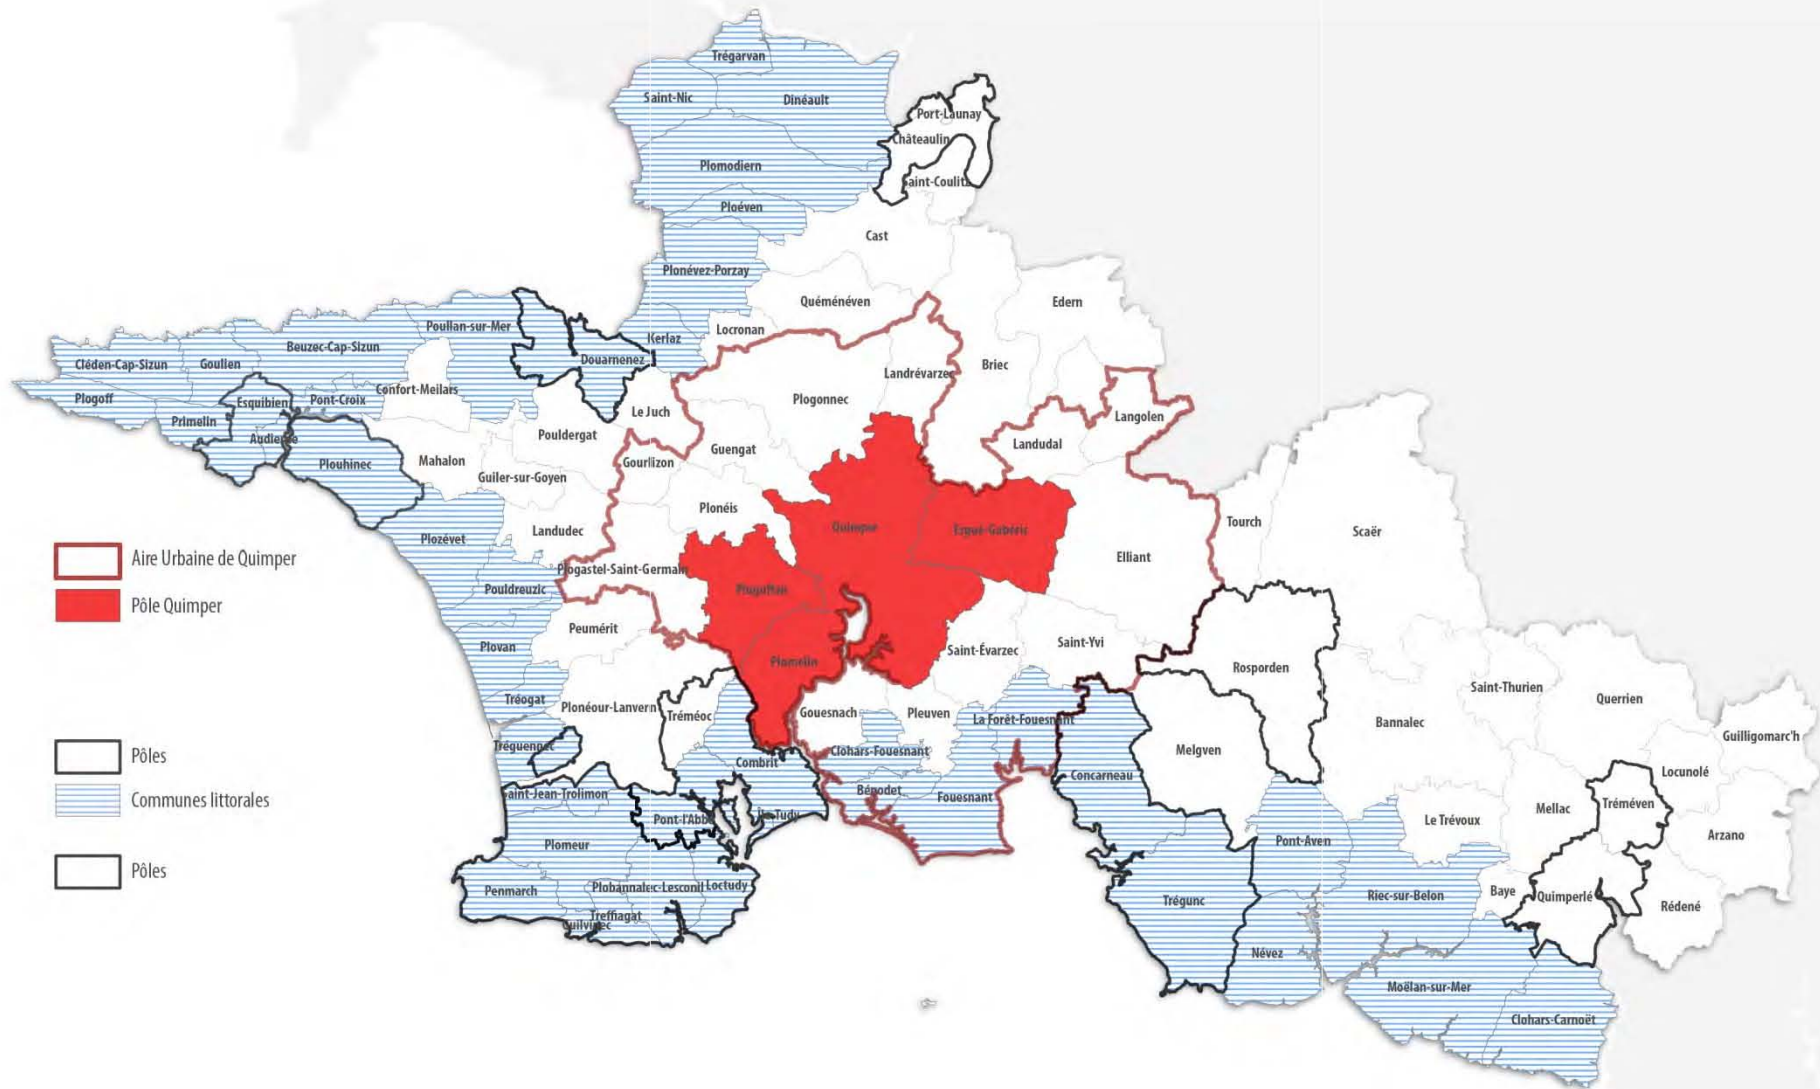 Trégarvan
Saint-Nic
Dinéault
Port-Launay
Châteaulin
Plomodiern
Saint-Coulitz
Ploéven
Cast
Plonévez-Porzay
Quéménéven
Edern
Poullan-sur-Mer
Locronan
Kerlaz
Beuzec-Cap-Sizun
Douarnenez
Cléden-Cap-Sizun
Goulien
Briec
Landrévarzec
Confort-Meilars
Plogoff
Esquibien
Pont-Croix
Plogonnec
Le Juch
Langolen
Primelin
Audierne
Pouldergat
Landudal
Guengat
Plouhinec
Mahalon
Gourlizon
Guiler-sur-Goyen
Plonéis
Tourch
Scaër
Landudec
Quimper
Ergué-Gabéric
Plozévet
Aire Urbaine de Quimper
Elliant
Plogastel-Saint-Germain
Pouldreuzic
Pluguffan
Pôle Quimper
Peumérit
Plovan
Saint-Évarzec
Saint-Yvi
Plomelin
Rosporden
Saint-Thurien
Querrien
Tréogat
Plonéour-Lanvern
Tréméoc
Gouesnach
Pleuven
La Forêt-Fouesnant
Bannalec
Guilligomarc'h
Tréguennec
Clohars-Fouesnant
Melgven
Pôles
Combrit
Concarneau
Locunolé
Saint-Jean-Trolimon
Bénodet
Fouesnant
Communes littorales
Tréméven
Mellac
Pont-l'Abbé
Île-Tudy
Le Trévoux
Arzano
Plomeur
Pont-Aven
Pôles
Penmarch
Plobannalec-Lesconil
Loctudy
Trégunc
Riec-sur-Belon
Baye
Quimperlé
Rédené
Treffiagat
Guilvinec
Névez
Moëlan-sur-Mer
Clohars-Carnoët